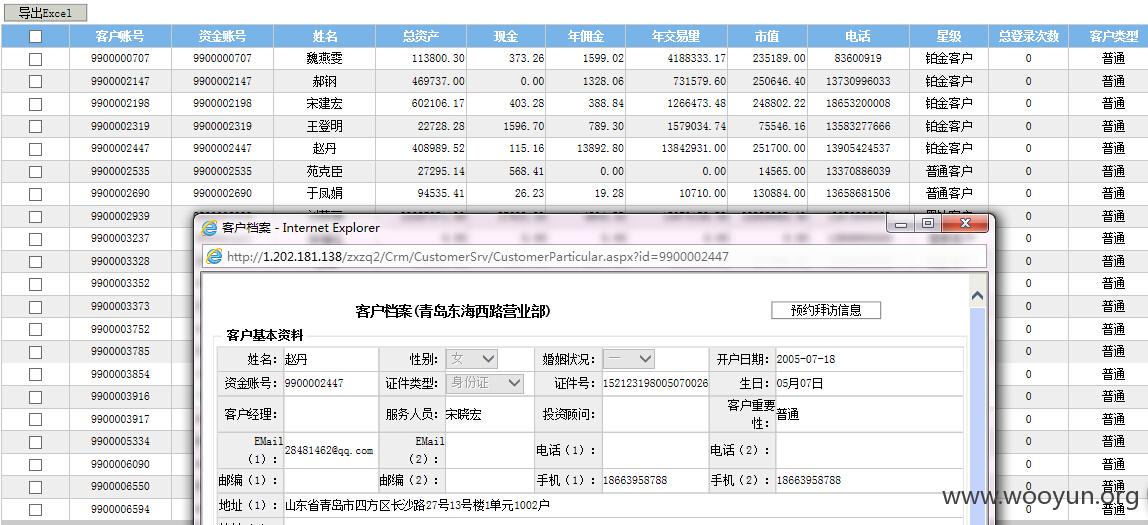 导出Excel
客户账号 资金账号 姓名 总资产 现金 年佣金 年交易量 市值 电话 星级 总登录次数 客户类型
9900000707 9900000707 魏燕雯 113800.30 373.26 1599.02 4188333.17 235189.00 83600919 铂金客户 0 普通
9900002147 9900002147 郝钢 469737.00 0.00 1328.06 731579.60 250646.40 13730996033 铂金客户 0 普通
9900002198 9900002198 宋建宏 602106.17 403.28 388.84 1266473.48 248802.22 18653200008 铂金客户 0 普通
9900002319 9900002319 王登明 22728.28 1596.70 789.30 1579034.74 75546.16 13583277666 铂金客户 0 普通
9900002447 9900002447 赵丹 408989.52 115.16 13892.80 13842931.00 251700.00 13905424537 铂金客户 0 普通
9900002535 9900002535 苑克臣 27295.14 568.41 0.00 0.00 14565.00 13370886039 普通客户 0 普通
9900002690 9900002690 于凤娟 94535.41 26.23 19.28 10710.00 130884.00 13658681506 普通客户 0 普通
9900002939 0 普通
9900003237 0 普通
9900003328 0 普通
9900003352 0 普通
9900003373 0 普通
9900003752 0 普通
9900003785 0 普通
9900003854 0 普通
9900003916 0 普通
9900003917 0 普通
9900005334 0 普通
9900006090 0 普通
9900006550 0 普通
9900006594 0 普通
客户档案 - Internet Explorer
http://1.202.181.138/zxzq2/Crm/CustomerSrv/CustomerParticular.aspx?id=9900002447
客户档案(青岛东海西路营业部) 预约拜访信息
客户基本资料
姓名: 赵丹 性别: 女 婚姻状况: 一 开户日期: 2005-07-18
资金账号: 9900002447 证件类型: 身份证 证件号: 152123198005070026 生日: 05月07日
客户经理: 服务人员: 宋晓宏 投资顾问: 客户重要性: 普通
EMail(1): 28481462@qq.com EMail(2): 电话(1): 电话(2):
邮编(1): 邮编(2): 手机(1): 18663958788 手机(2): 18663958788
地址(1): 山东省青岛市四方区长沙路27号13号楼1单元1002户
www.wooyun.org